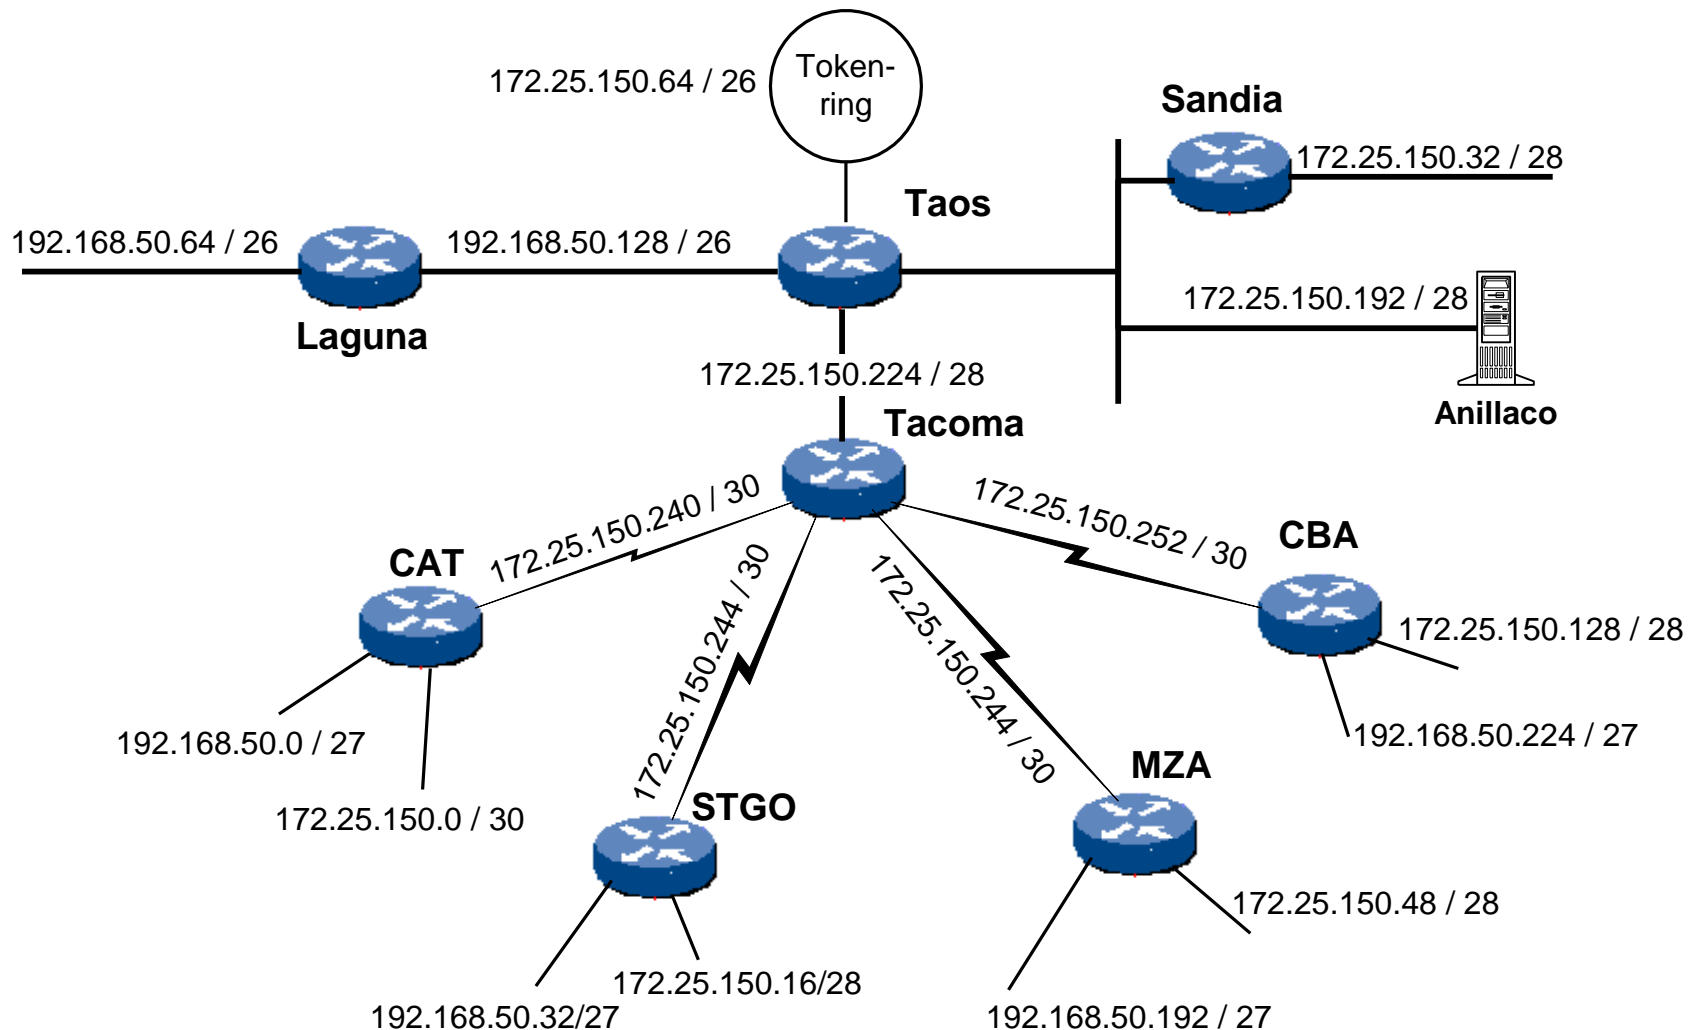 Token-
ring
172.25.150.64 / 26
Sandia
172.25.150.32 / 28
Taos
192.168.50.64 / 26
192.168.50.128 / 26
172.25.150.192 / 28
Laguna
172.25.150.224 / 28
Anillaco
Tacoma
172.25.150.240 / 30
172.25.150.252 / 30
CBA
CAT
172.25.150.244 / 30
172.25.150.244 / 30
172.25.150.128 / 28
192.168.50.0 / 27
192.168.50.224 / 27
MZA
172.25.150.0 / 30
STGO
172.25.150.48 / 28
172.25.150.16/28
192.168.50.32/27
192.168.50.192 / 27